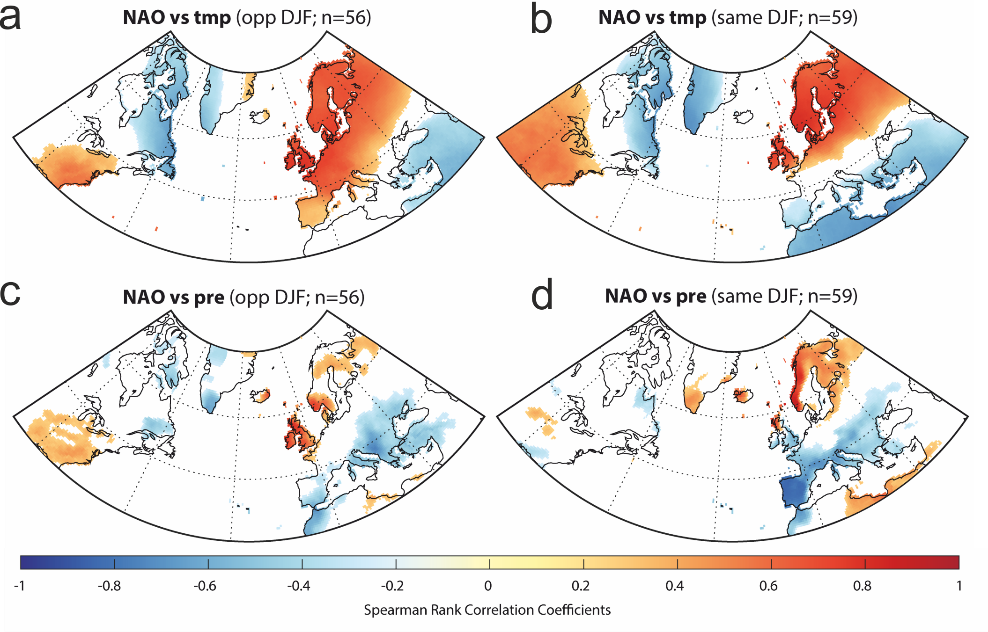 a NAO vs tmp (opp DJF; n=56)
b NAO vs tmp (same DJF; n=59)
c NAO vs pre (opp DJF; n=56)
d NAO vs pre (same DJF; n=59)
-1 -0.8 -0.6 -0.4 -0.2 0 0.2 0.4 0.6 0.8 1
Spearman Rank Correlation Coefficients